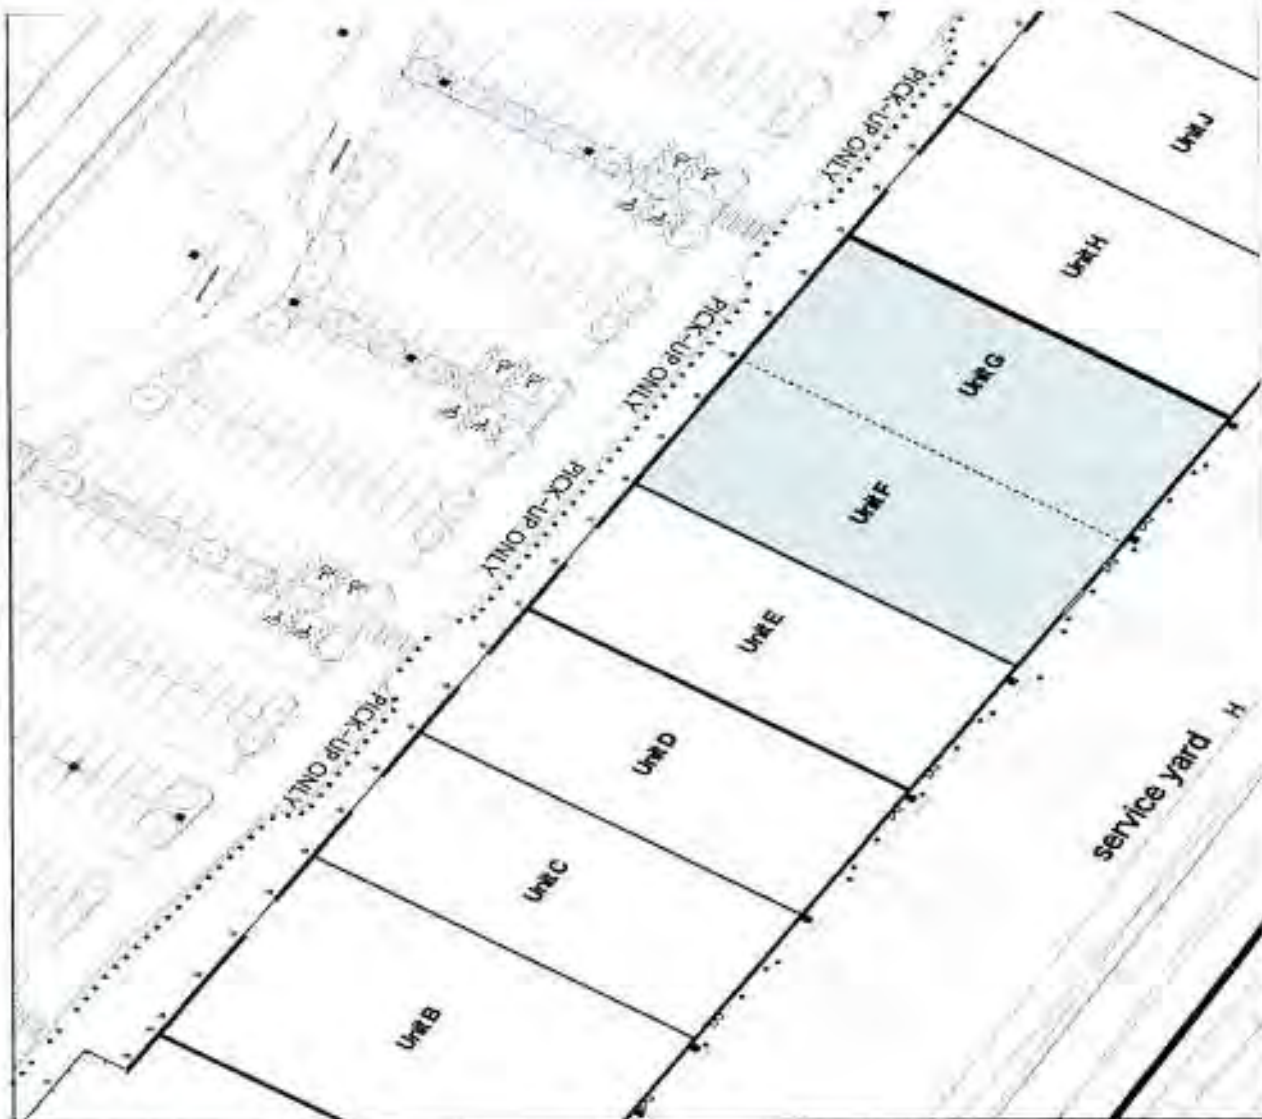 PICK-UP ONLY
Unit J
Unit H
PICK-UP ONLY
Unit G
PICK-UP ONLY
Unit F
Unit E
PICK-UP ONLY
Unit D
service yard
H
Unit C
Unit B